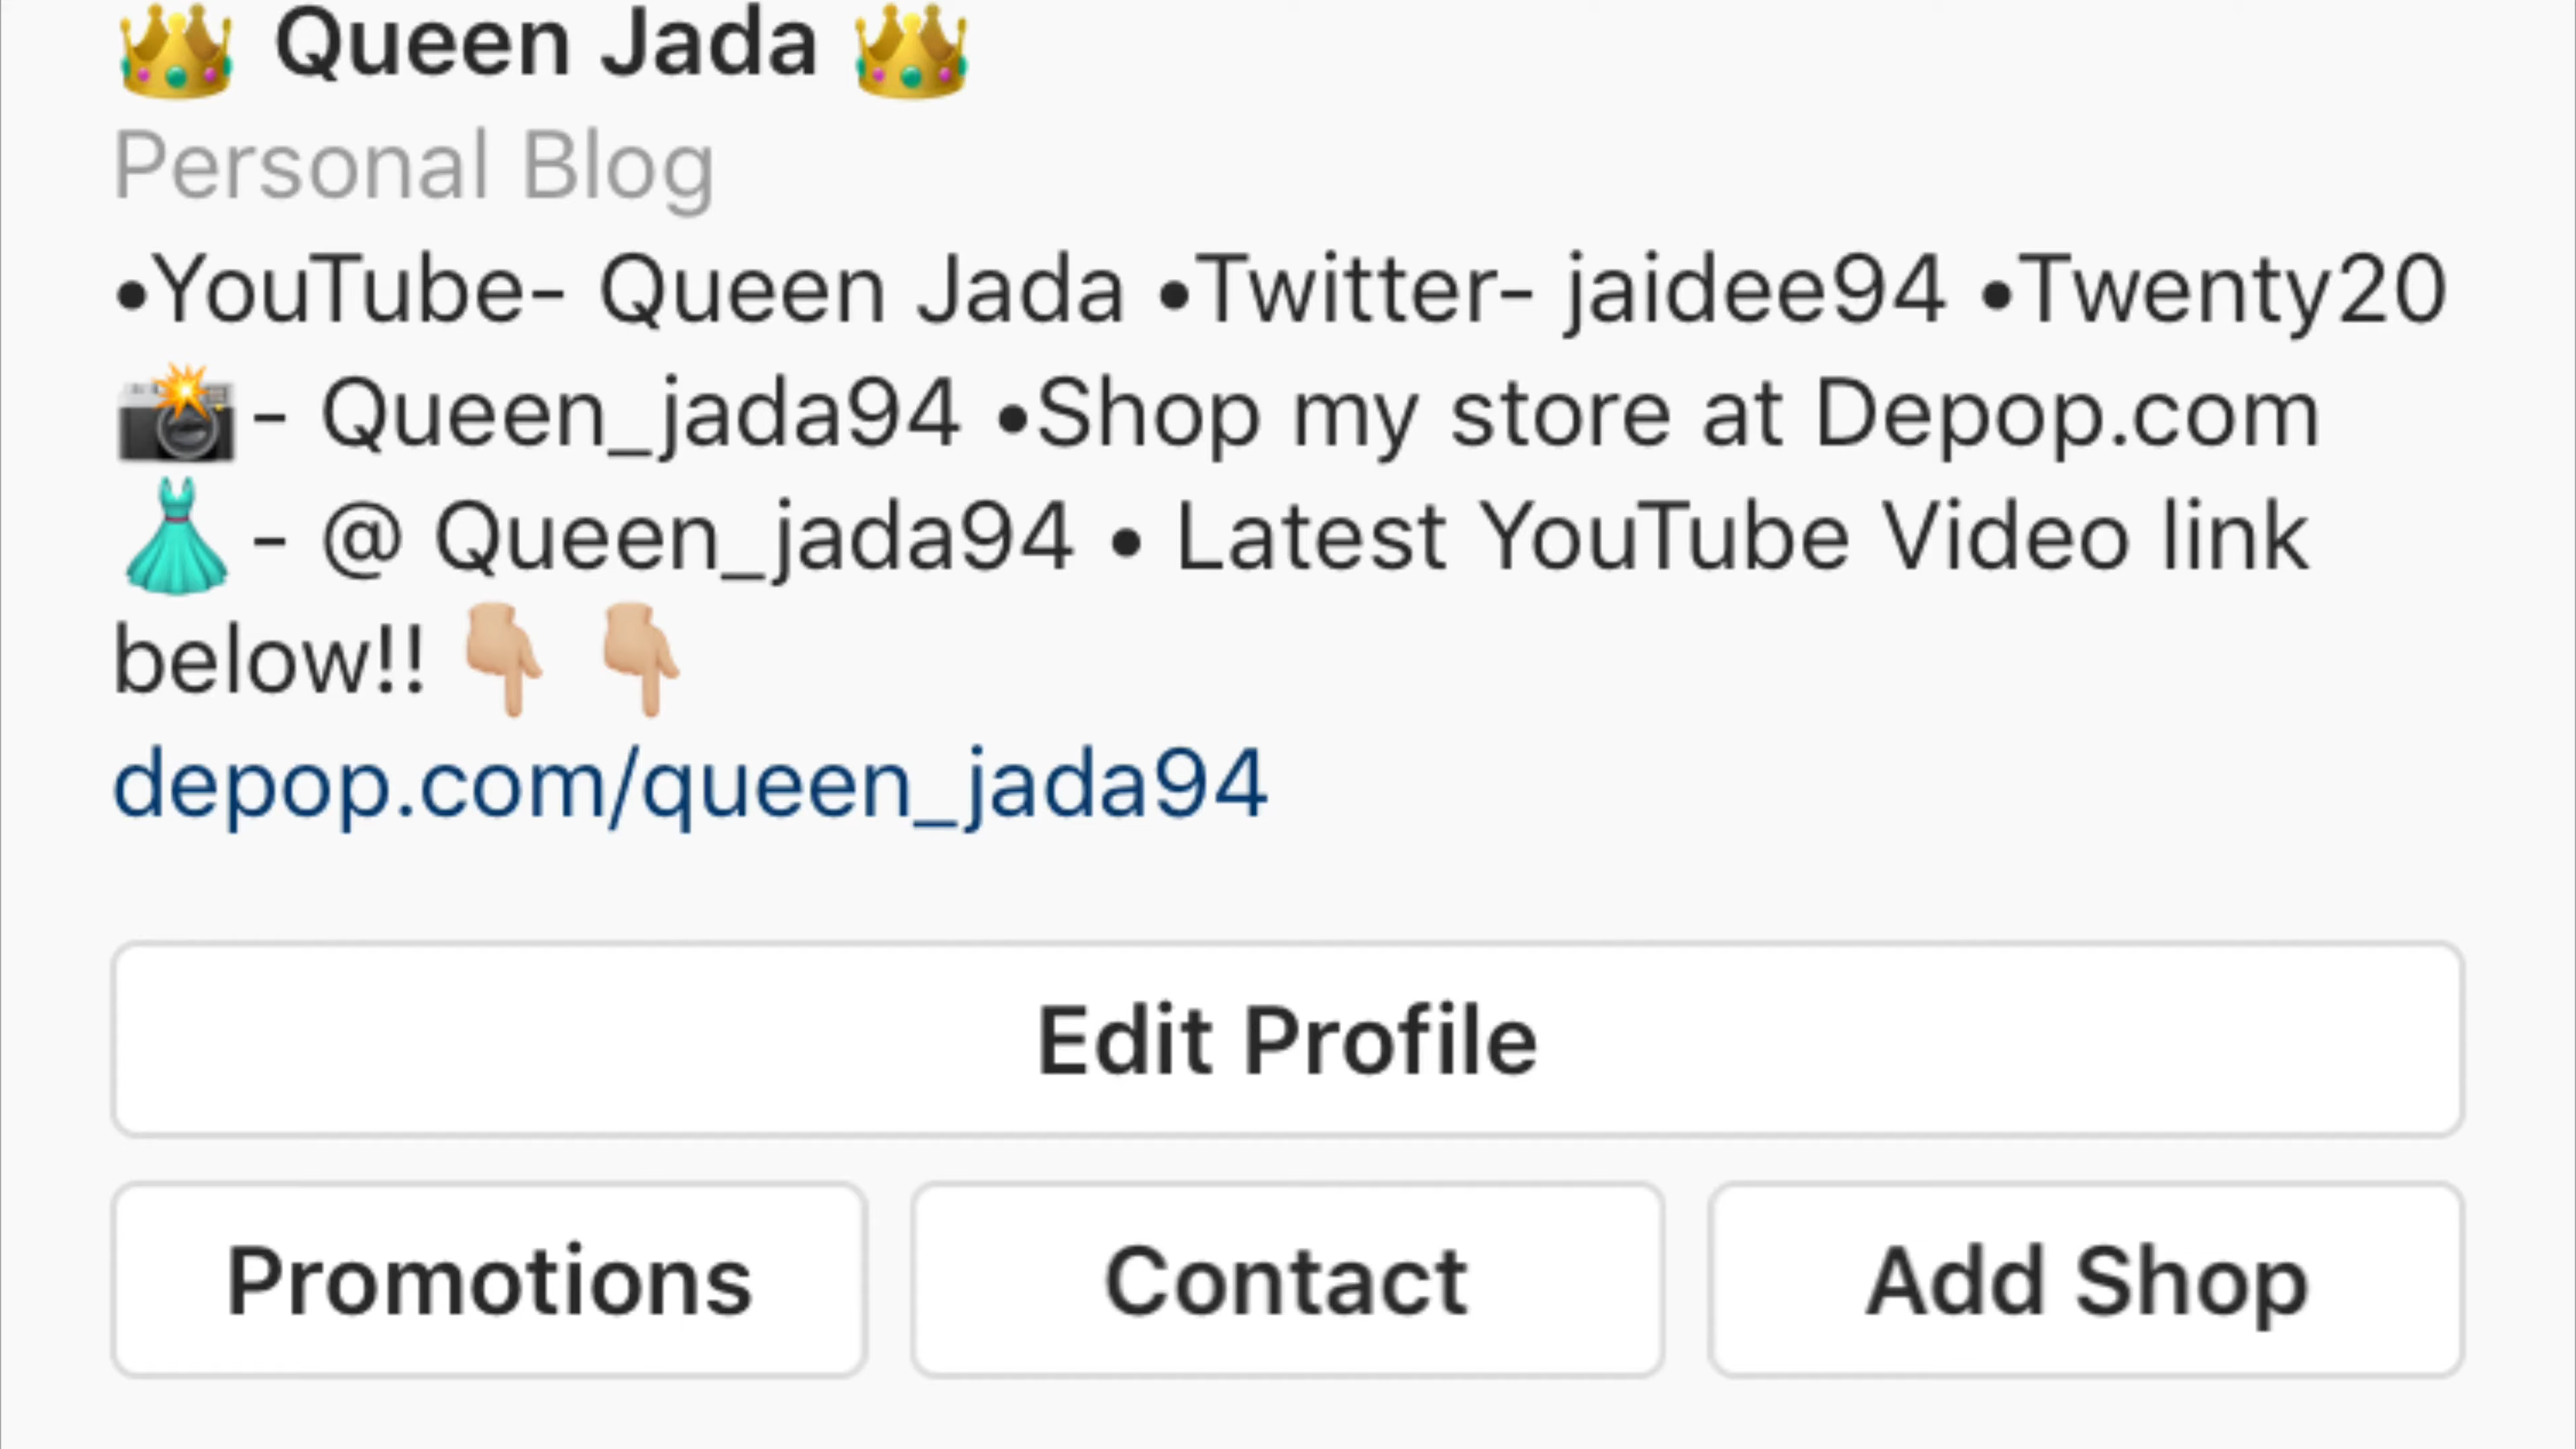 👑 Queen Jada 👑
Personal Blog
•YouTube- Queen Jada •Twitter- jaidee94 •Twenty20
📸- Queen_jada94 •Shop my store at Depop.com
👗- @ Queen_jada94 • Latest YouTube Video link
below!! 👇🏼 👇🏼
depop.com/queen_jada94
Edit Profile
Promotions
Contact
Add Shop